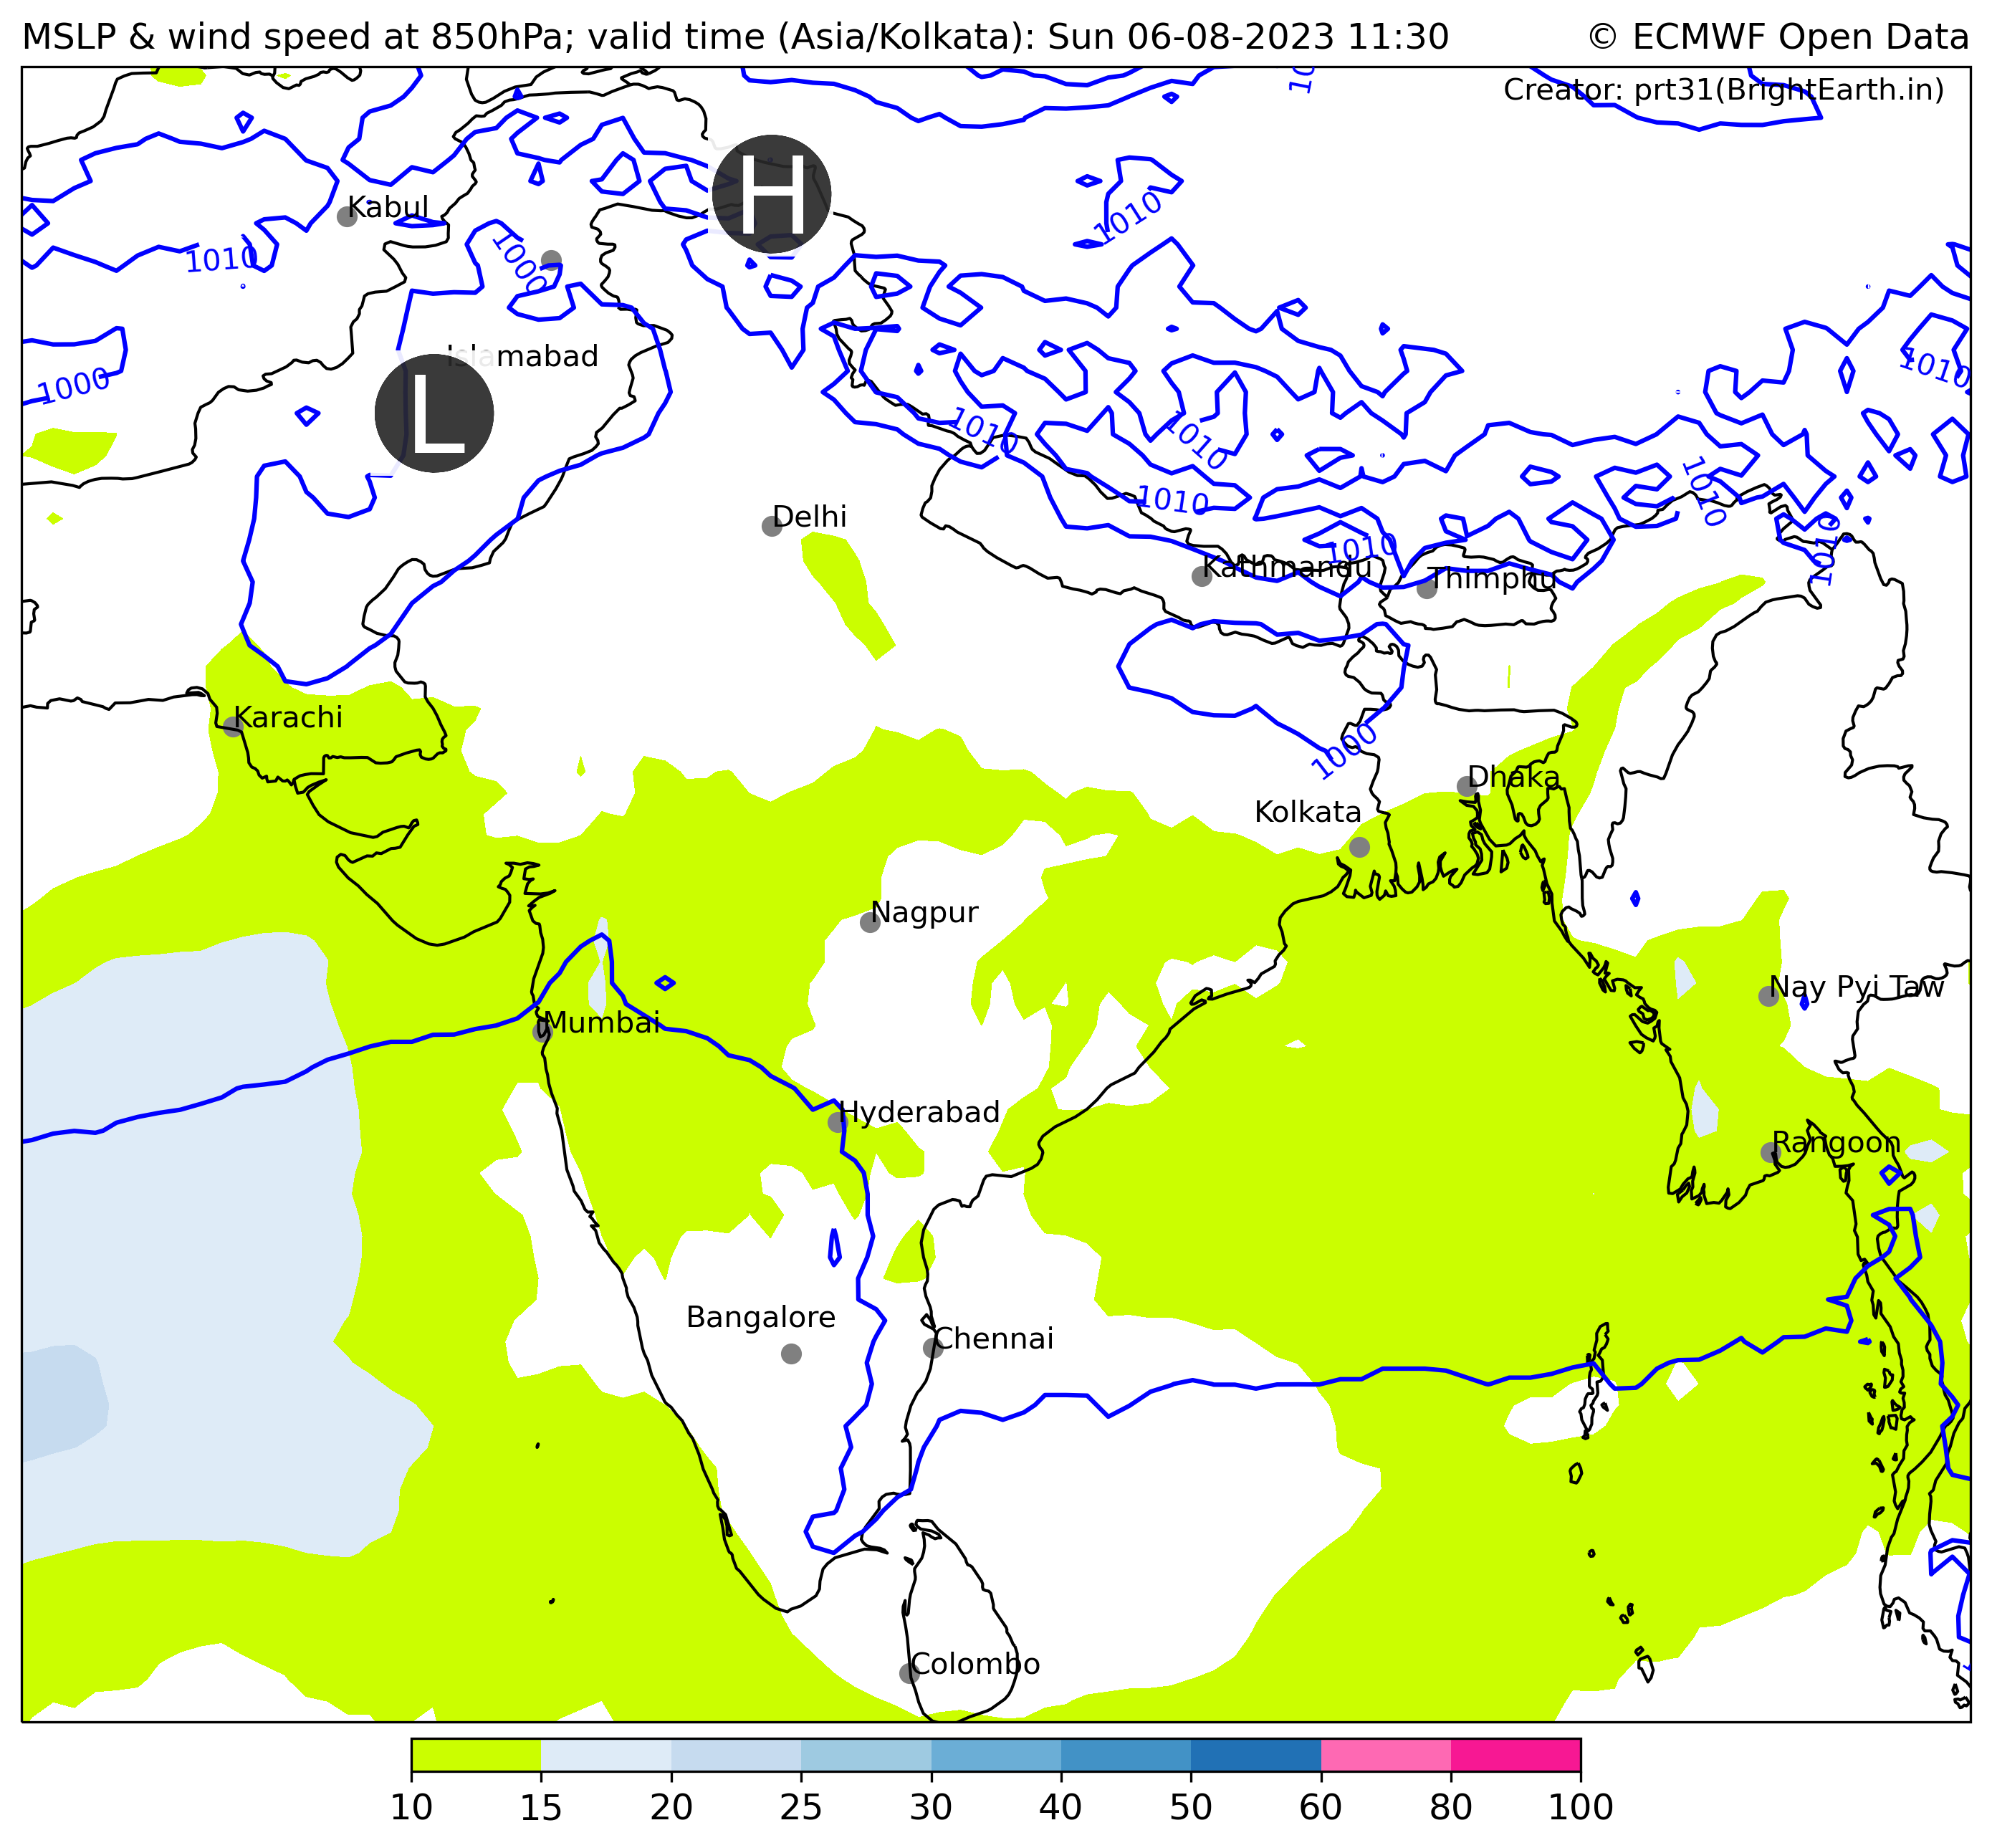 MSLP & wind speed at 850hPa; valid time (Asia/Kolkata): Sun 06-08-2023 11:30
© ECMWF Open Data
Creator: prt31(BrightEarth.in)
H
1010
Kabul
1010
1000
Islamabad
1010
1000
L
1010
1010
1010
1010
Delhi
1010
Kathmandu
Thimphu
1010
Karachi
1000
Dhaka
Kolkata
Nagpur
Nay Pyi Taw
Mumbai
Hyderabad
Rangoon
Bangalore
Chennai
Colombo
10 15 20 25 30 40 50 60 80 100